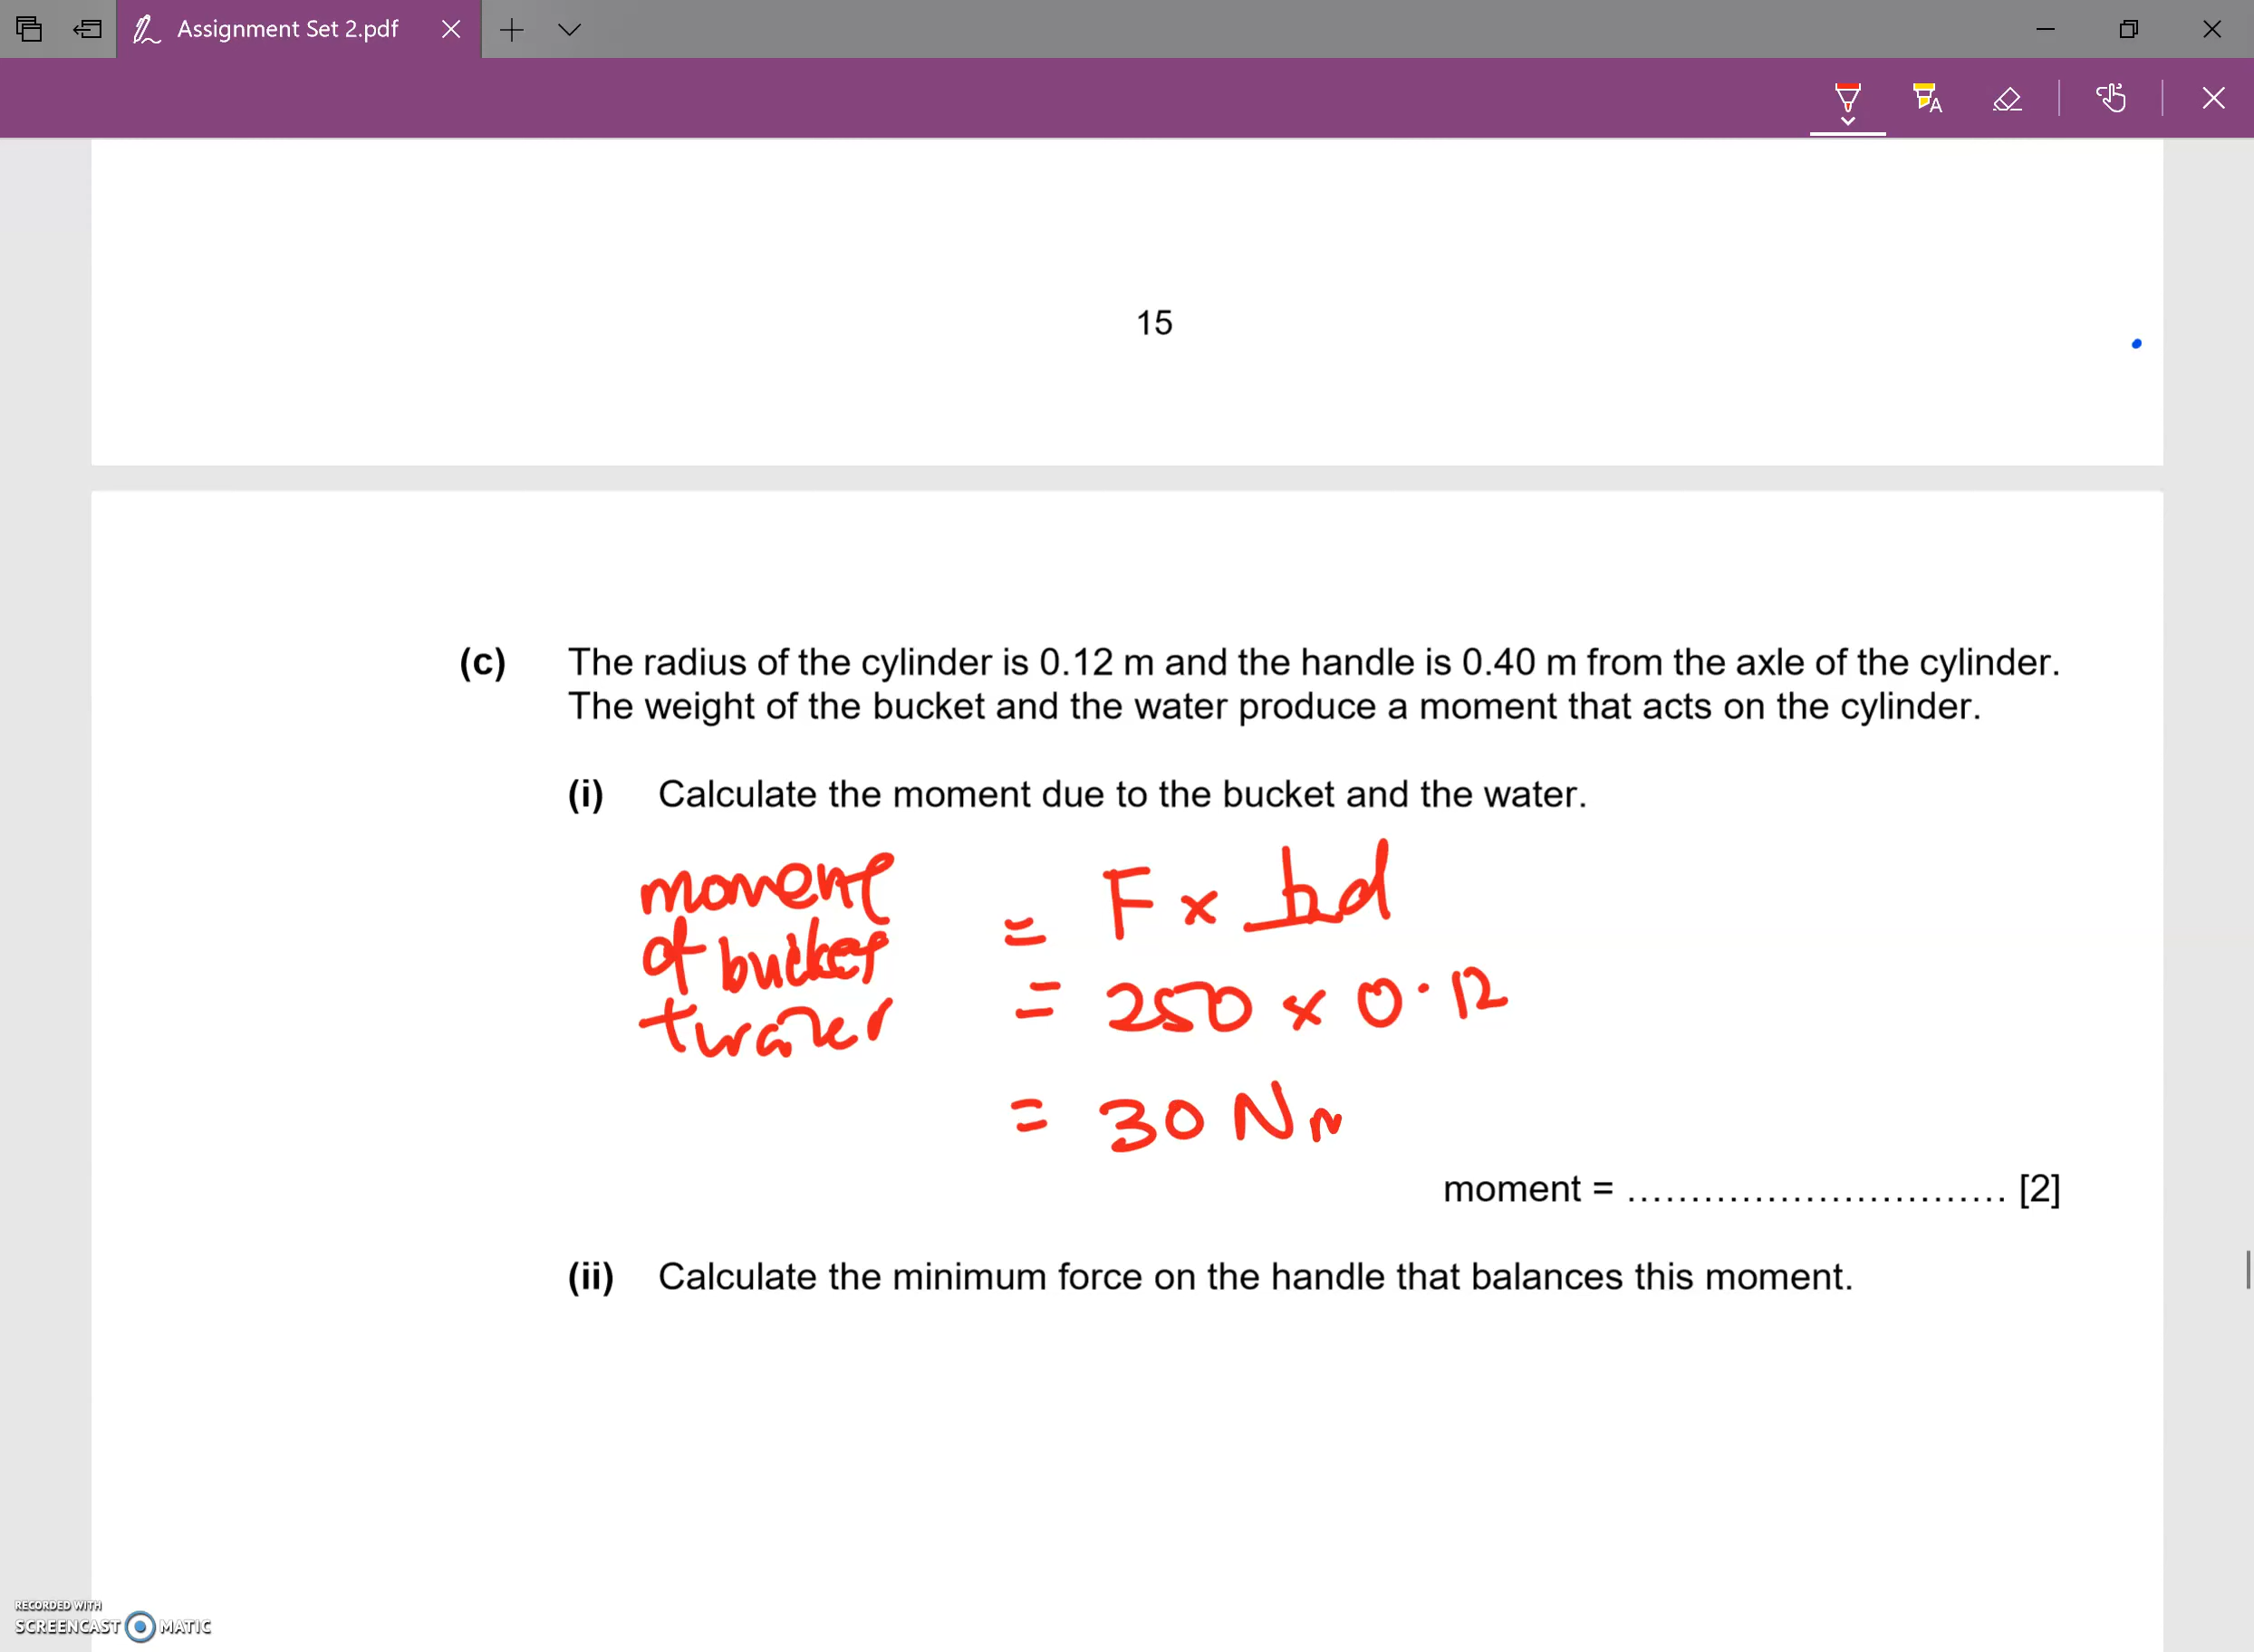 Assignment Set 2.pdf
15
(c) The radius of the cylinder is 0.12 m and the handle is 0.40 m from the axle of the cylinder.
The weight of the bucket and the water produce a moment that acts on the cylinder.
(i) Calculate the moment due to the bucket and the water.
moment = F × ⊥d
of bucket
+ water = 250 × 0.12
= 30 Nm
moment = .............................. [2]
(ii) Calculate the minimum force on the handle that balances this moment.
RECORDED WITH
SCREENCAST MATIC